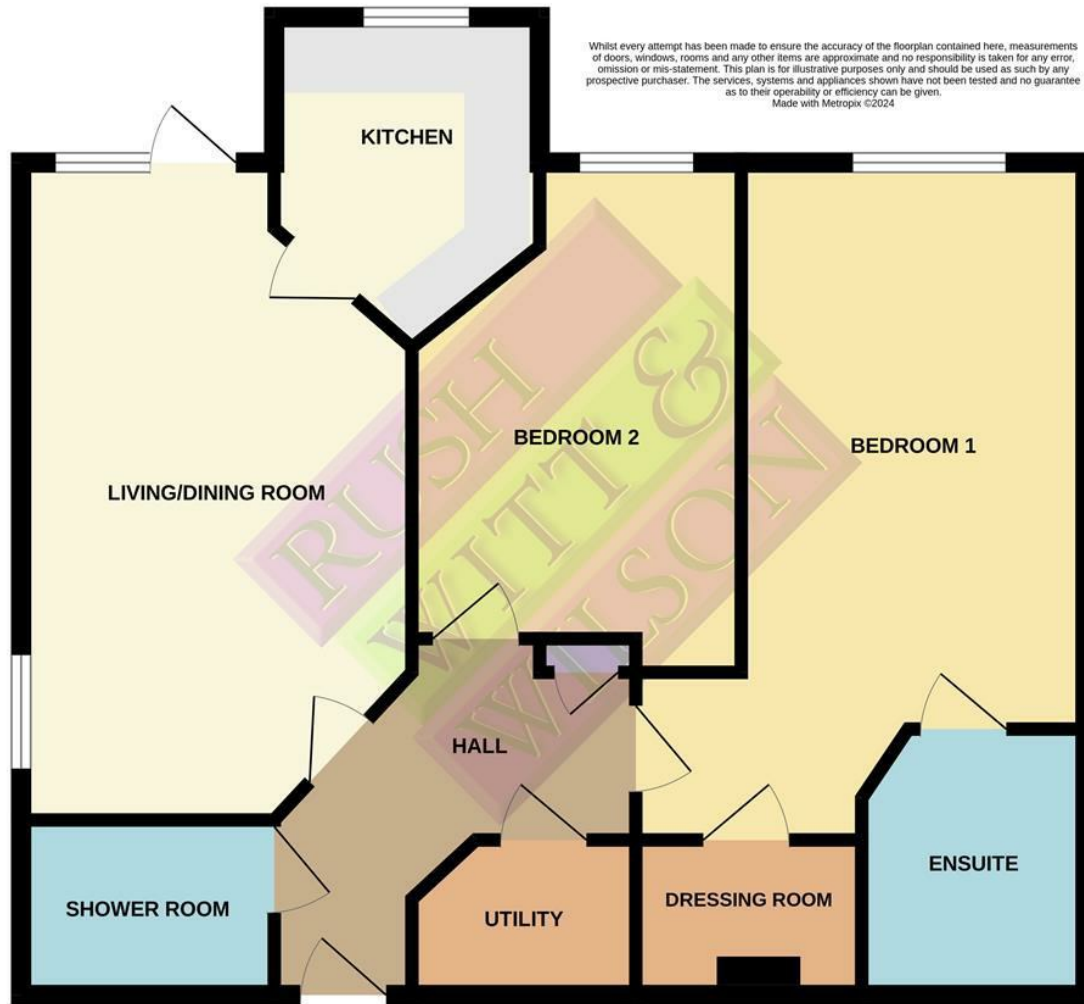 Whilst every attempt has been made to ensure the accuracy of the floorplan contained here, measurements
of doors, windows, rooms and any other items are approximate and no responsibility is taken for any error,
omission or mis-statement. This plan is for illustrative purposes only and should be used as such by any
prospective purchaser. The services, systems and appliances shown have not been tested and no guarantee
as to their operability or efficiency can be given.
Made with Metropix ©2024
KITCHEN
BEDROOM 2
BEDROOM 1
LIVING/DINING ROOM
RUSH
WITT &
WILSON
HALL
ENSUITE
SHOWER ROOM
UTILITY
DRESSING ROOM